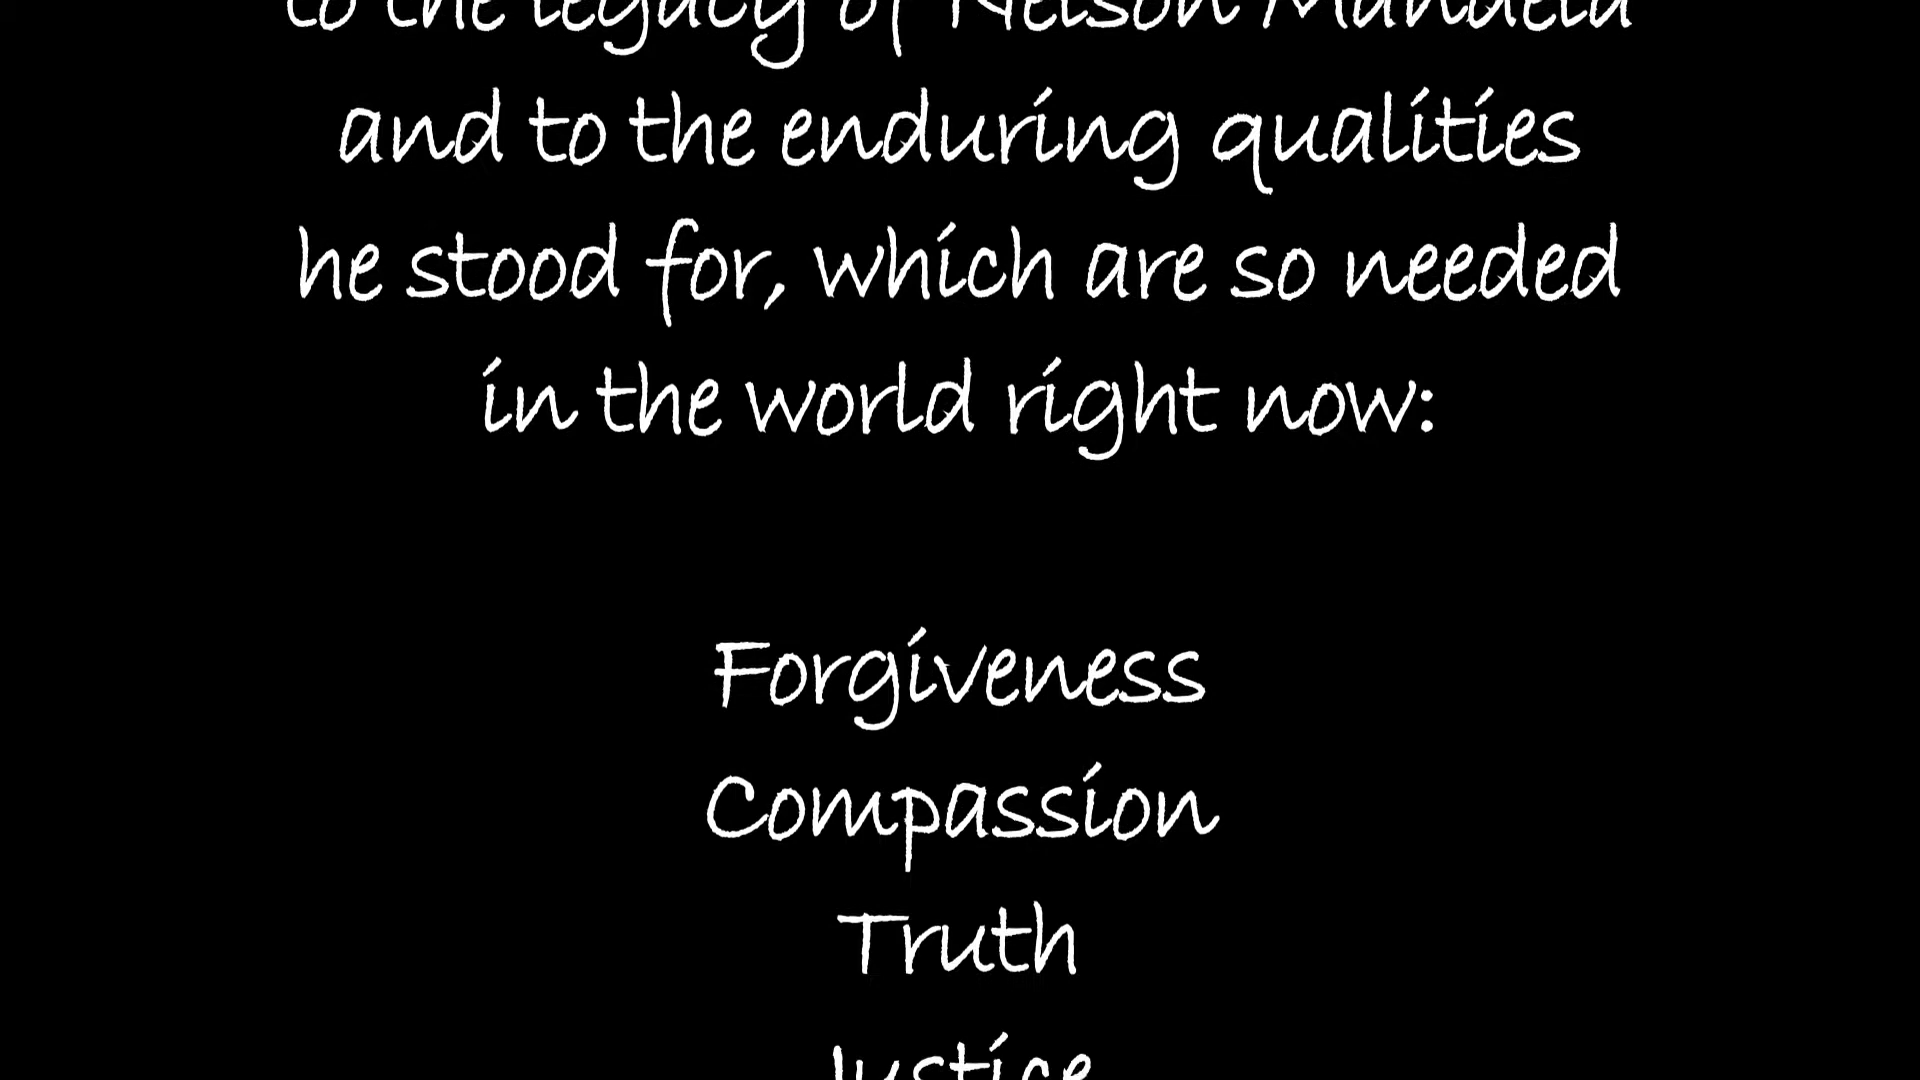 to the legacy of Nelson Mandela
and to the enduring qualities
he stood for, which are so needed
in the world right now:
Forgiveness
Compassion
Truth
Justice